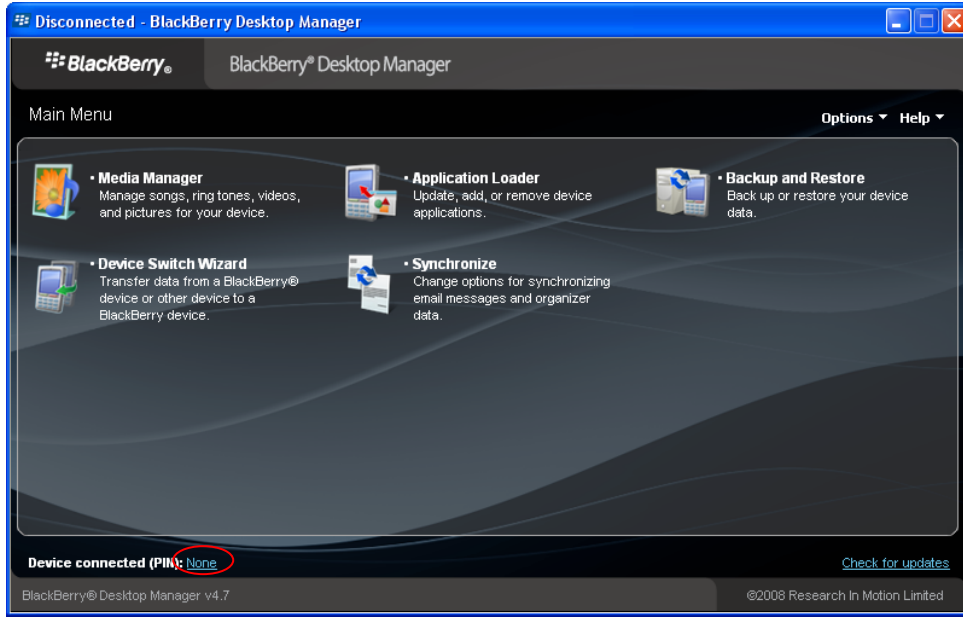 Disconnected - BlackBerry Desktop Manager
BlackBerry® BlackBerry® Desktop Manager
Main Menu
Options Help
Media Manager
Manage songs, ring tones, videos,
and pictures for your device.
Application Loader
Update, add, or remove device
applications.
Backup and Restore
Back up or restore your device
data.
Device Switch Wizard
Transfer data from a BlackBerry®
device or other device to a
BlackBerry device.
Synchronize
Change options for synchronizing
email messages and organizer
data.
Device connected (PIN): None
Check for updates
BlackBerry® Desktop Manager v4.7
©2008 Research In Motion Limited